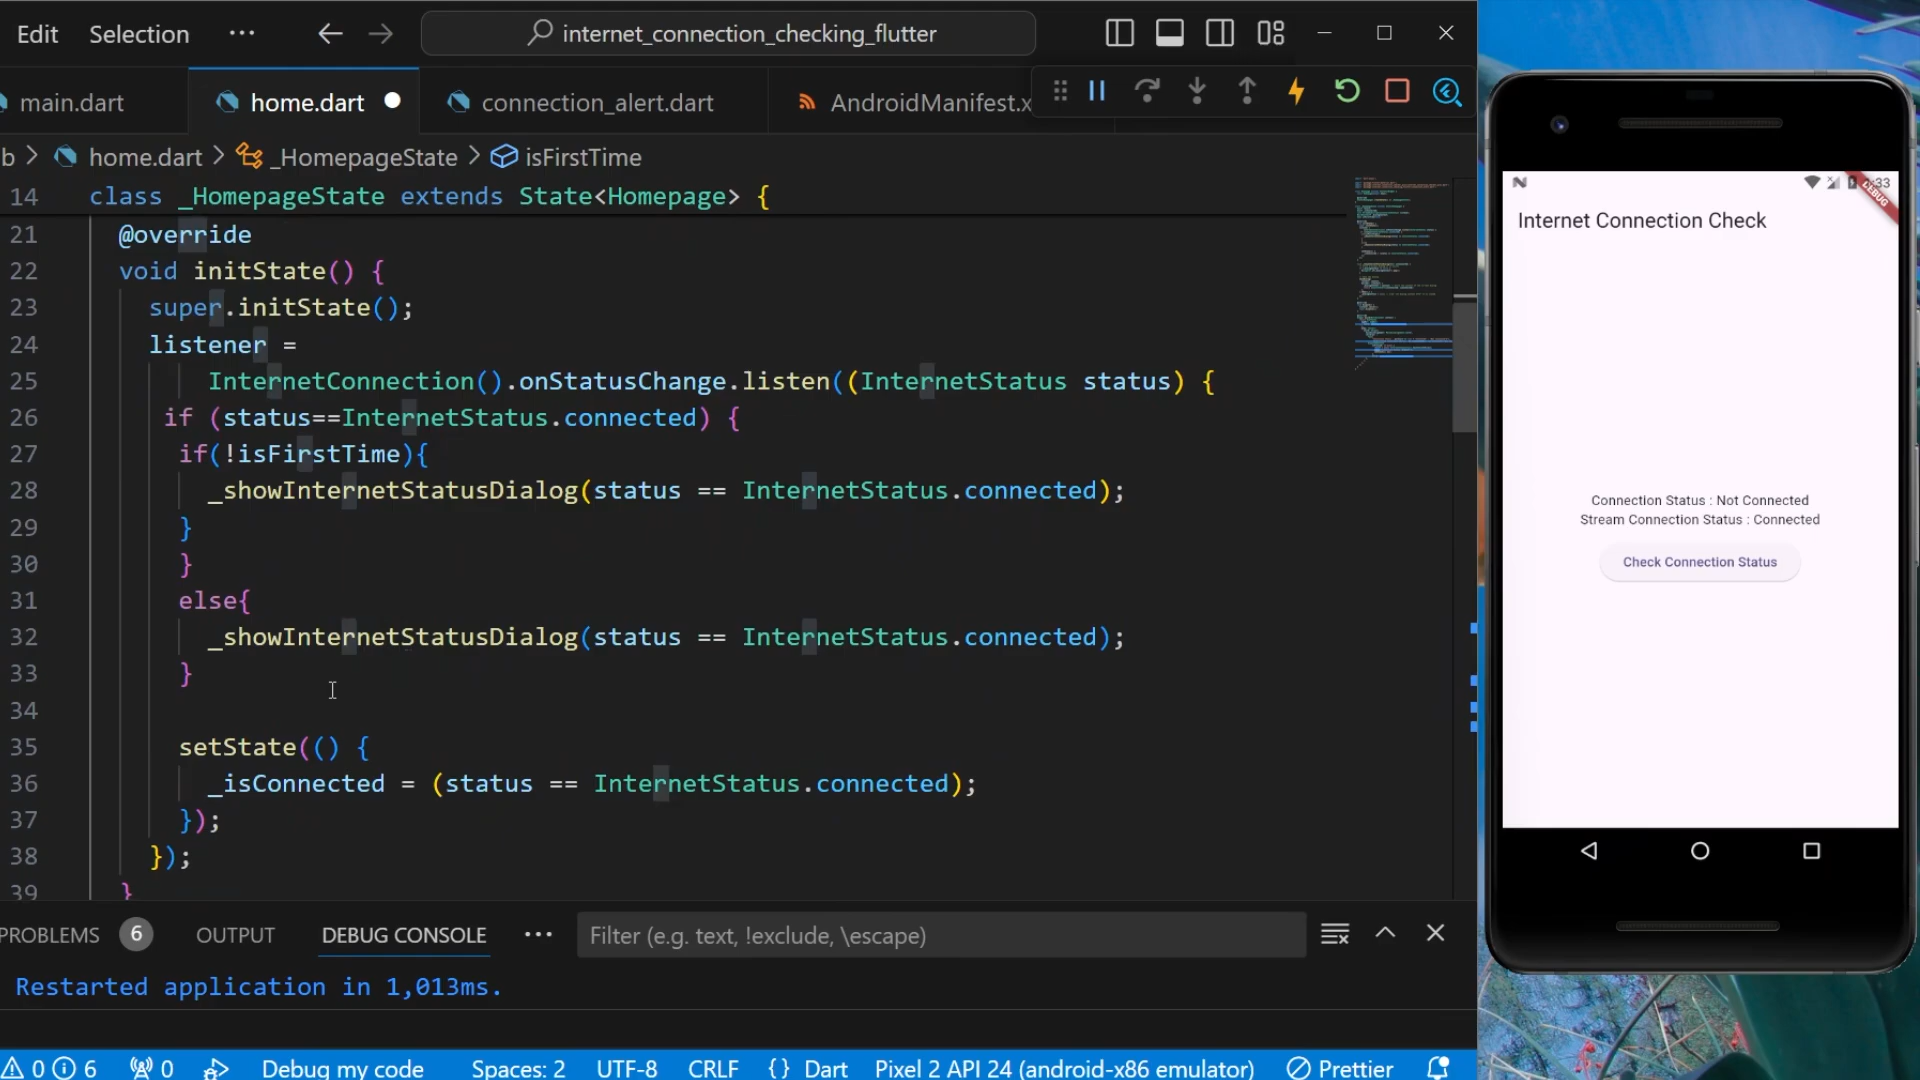 Edit Selection ··· internet_connection_checking_flutter
main.dart home.dart connection_alert.dart AndroidManifest.x
b > home.dart > _HomepageState > isFirstTime
14 class _HomepageState extends State<Homepage> {
21 @override
22 void initState() {
23 super.initState();
24 listener =
25 InternetConnection().onStatusChange.listen((InternetStatus status) {
26 if (status==InternetStatus.connected) {
27 if(!isFirstTime){
28 _showInternetStatusDialog(status == InternetStatus.connected);
29 }
30 }
31 else{
32 _showInternetStatusDialog(status == InternetStatus.connected);
33 }
34
35 setState(() {
36 _isConnected = (status == InternetStatus.connected);
37 });
38 });
39 }
PROBLEMS 6 OUTPUT DEBUG CONSOLE ··· Filter (e.g. text, !exclude, \escape)
Restarted application in 1,013ms.
0 6 0 Debug my code Spaces: 2 UTF-8 CRLF {} Dart Pixel 2 API 24 (android-x86 emulator) Prettier
DEBUG
Internet Connection Check
Connection Status : Not Connected
Stream Connection Status : Connected
Check Connection Status